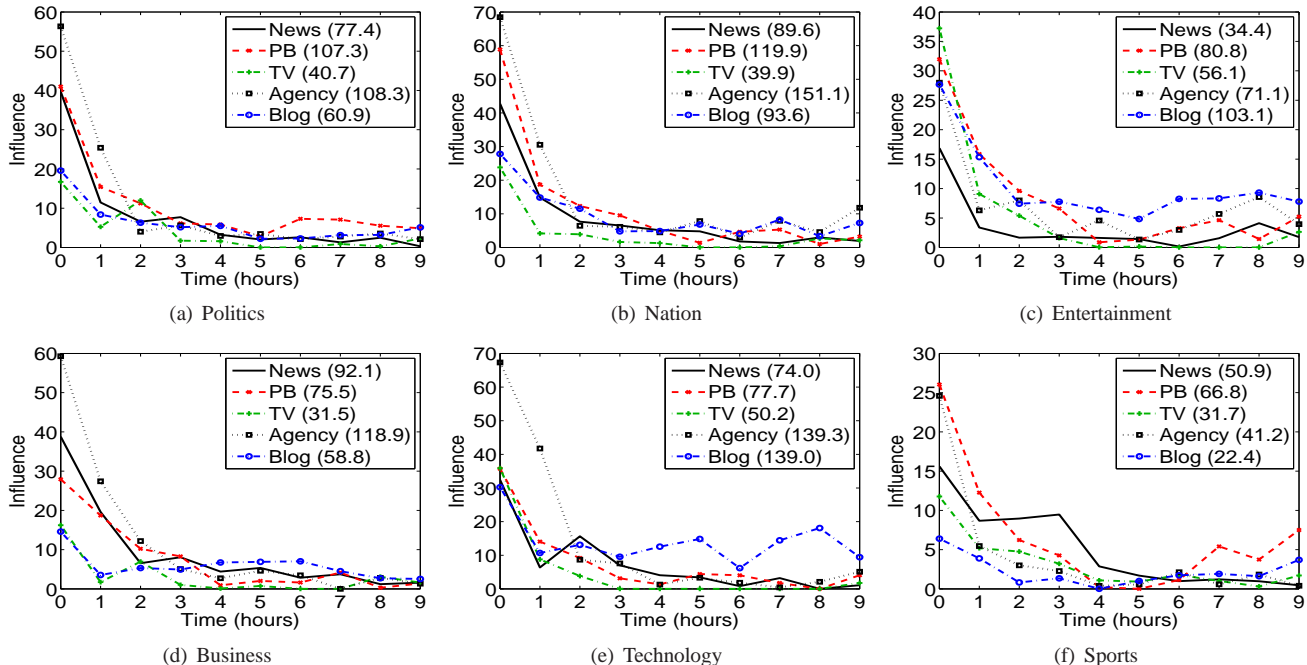 60
50
40
30
20
10
0
Influence
0 1 2 3 4 5 6 7 8 9
Time (hours)
News (77.4)
PB (107.3)
TV (40.7)
Agency (108.3)
Blog (60.9)
(a) Politics
70
60
50
40
30
20
10
0
Influence
0 1 2 3 4 5 6 7 8 9
Time (hours)
News (89.6)
PB (119.9)
TV (39.9)
Agency (151.1)
Blog (93.6)
(b) Nation
40
35
30
25
20
15
10
5
0
Influence
0 1 2 3 4 5 6 7 8 9
Time (hours)
News (34.4)
PB (80.8)
TV (56.1)
Agency (71.1)
Blog (103.1)
(c) Entertainment
60
50
40
30
20
10
0
Influence
0 1 2 3 4 5 6 7 8 9
Time (hours)
News (92.1)
PB (75.5)
TV (31.5)
Agency (118.9)
Blog (58.8)
(d) Business
70
60
50
40
30
20
10
0
Influence
0 1 2 3 4 5 6 7 8 9
Time (hours)
News (74.0)
PB (77.7)
TV (50.2)
Agency (139.3)
Blog (139.0)
(e) Technology
30
25
20
15
10
5
0
Influence
0 1 2 3 4 5 6 7 8 9
Time (hours)
News (50.9)
PB (66.8)
TV (31.7)
Agency (41.2)
Blog (22.4)
(f) Sports